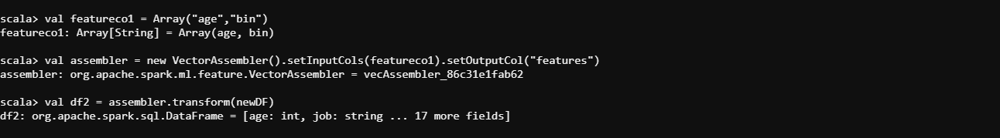 scala> val featureco1 = Array("age","bin")
featureco1: Array[String] = Array(age, bin)
scala> val assembler = new VectorAssembler().setInputCols(featureco1).setOutputCol("features")
assembler: org.apache.spark.ml.feature.VectorAssembler = vecAssembler_86c31e1fab62
scala> val df2 = assembler.transform(newDF)
df2: org.apache.spark.sql.DataFrame = [age: int, job: string ... 17 more fields]